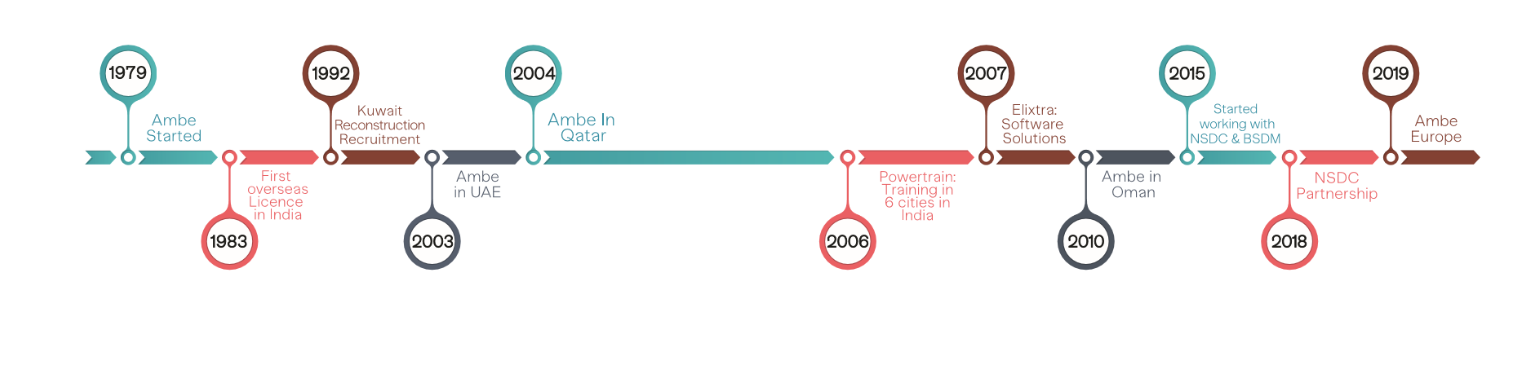 1979
Ambe
Started
1983
First
overseas
Licence
in India
1992
Kuwait
Reconstruction
Recruitment
2003
Ambe
in UAE
2004
Ambe In
Qatar
2006
Powertrain:
Training in
6 cities in
India
2007
Elixtra:
Software
Solutions
2010
Ambe in
Oman
2015
Started
working with
NSDC & BSDM
2018
NSDC
Partnership
2019
Ambe
Europe